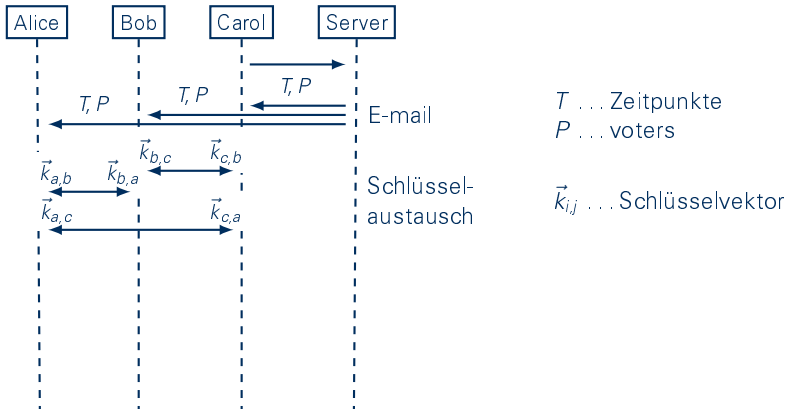 Alice Bob Carol Server
T, P
T, P
T, P
E-mail
T ... Zeitpunkte
P ... voters
k⃗b,c k⃗c,b
k⃗a,b k⃗b,a
Schlüssel-
austausch
k⃗i,j ... Schlüsselvektor
k⃗a,c k⃗c,a